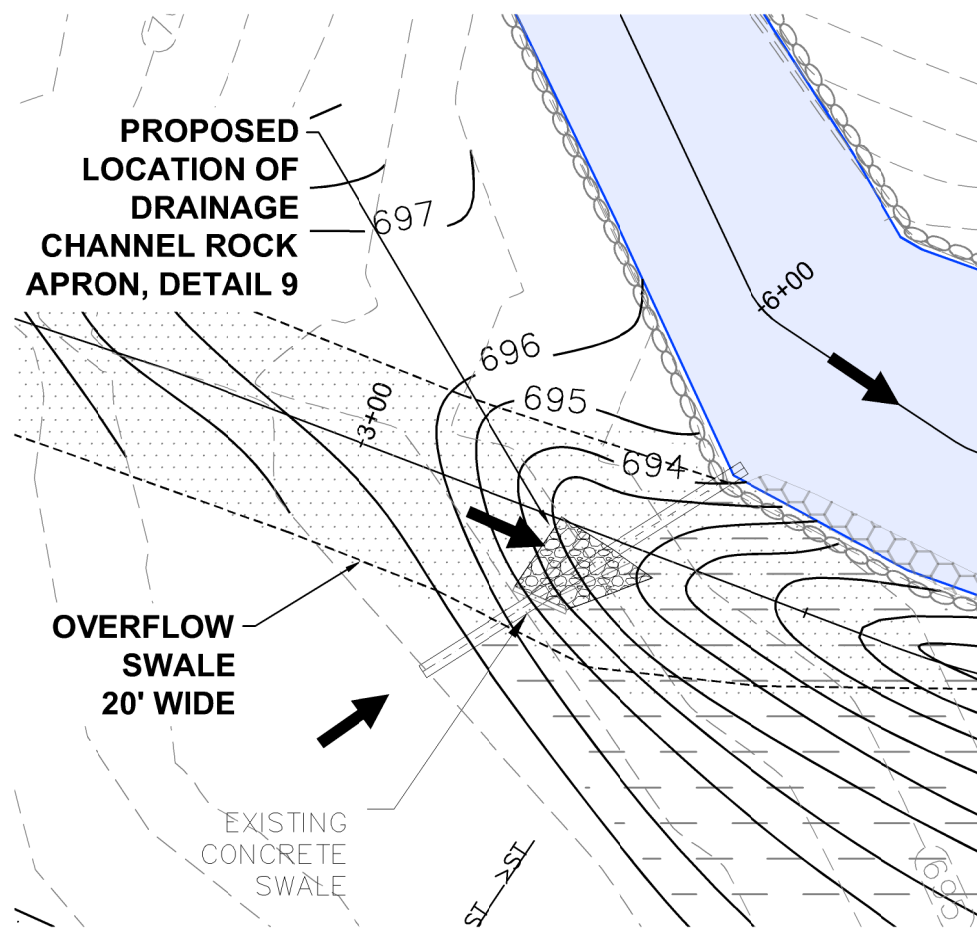 PROPOSED
LOCATION OF
DRAINAGE
CHANNEL ROCK
APRON, DETAIL 9
697
6+00
696
3+00
695
694
OVERFLOW
SWALE
20' WIDE
EXISTING
CONCRETE
SWALE
ST > ST
695